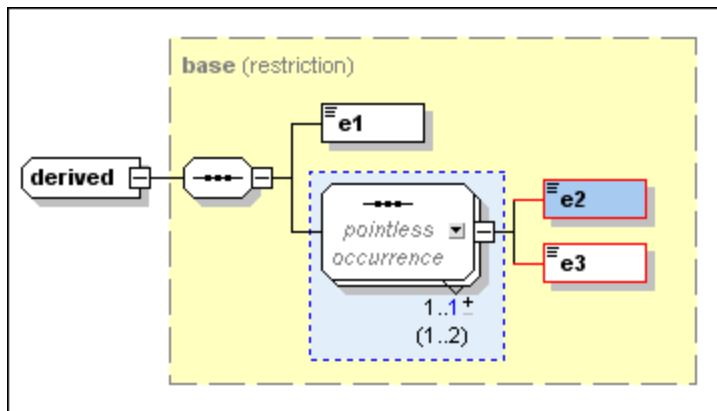 base (restriction)
e1
derived
pointless
occurrence
e2
e3
1..1
(1..2)